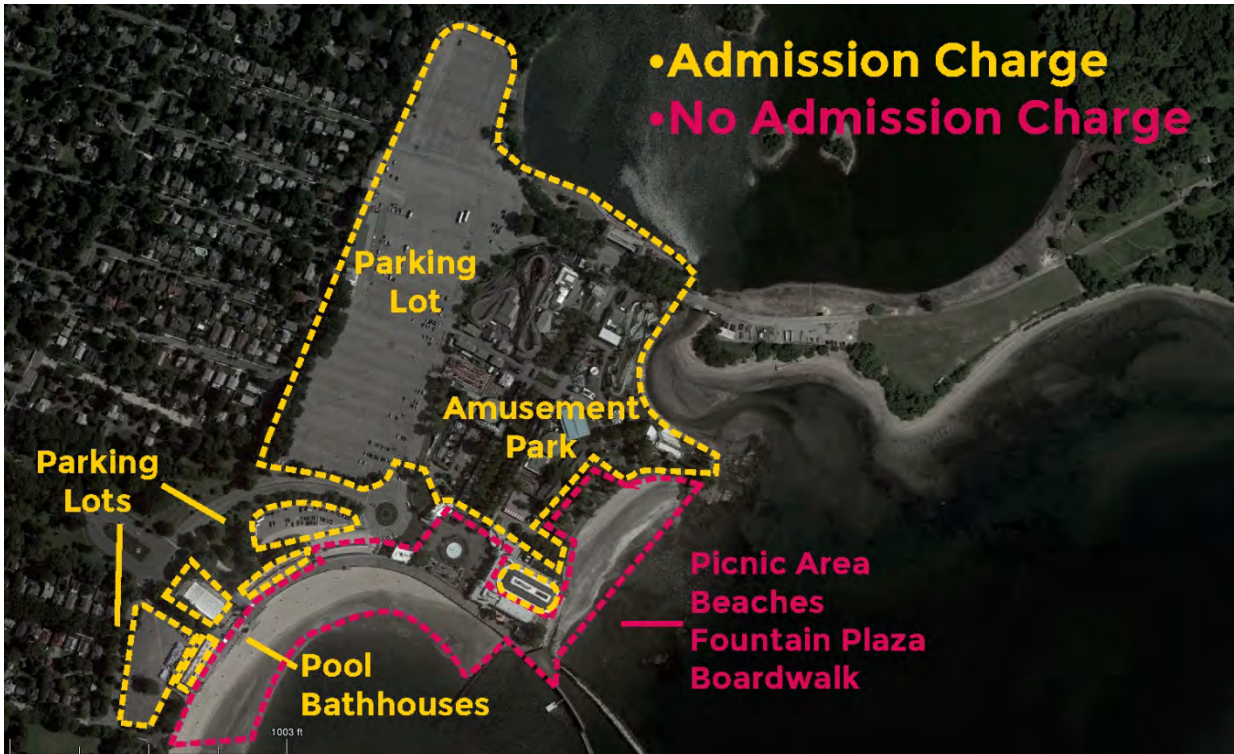 •Admission Charge
•No Admission Charge
Parking
Lot
Amusement
Park
Parking
Lots
Picnic Area
Beaches
Fountain Plaza
Boardwalk
Pool
Bathhouses
1003 ft